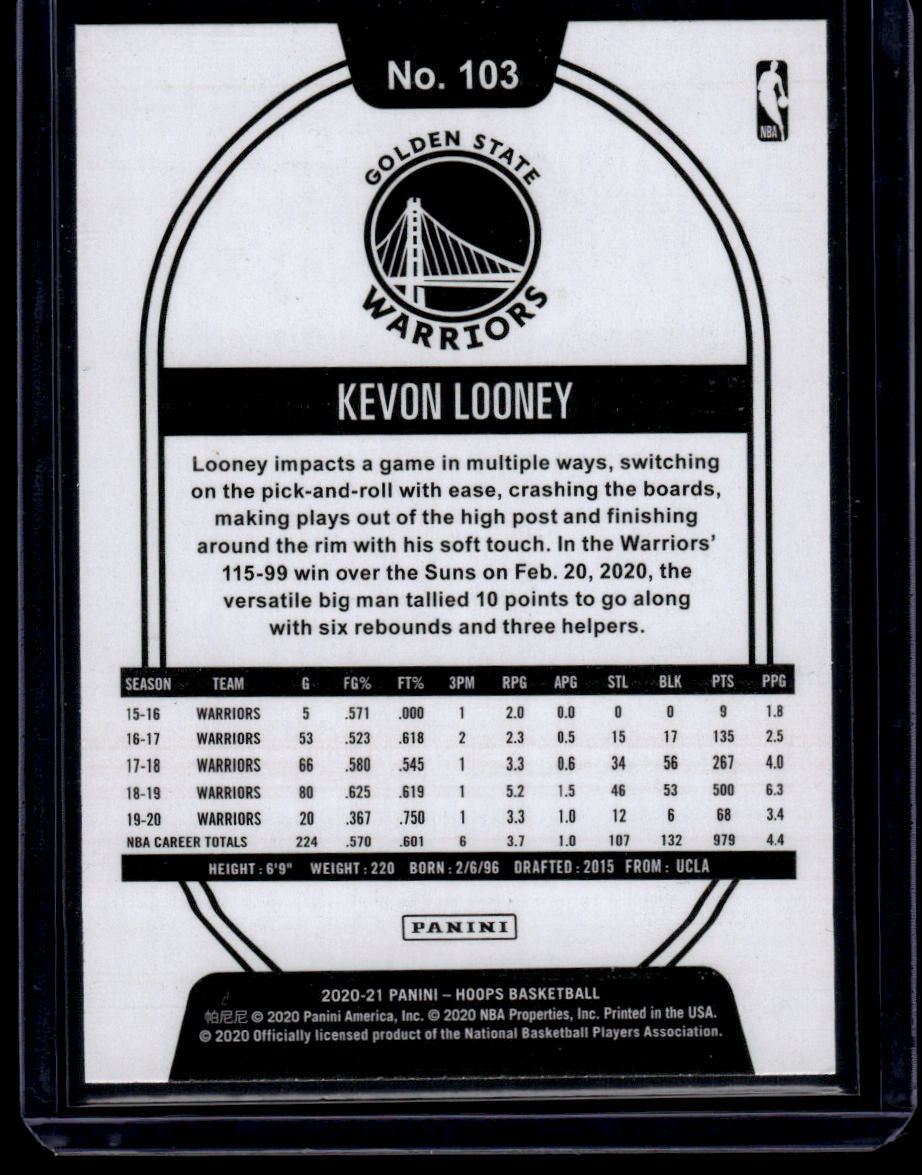 No. 103
NBA
GOLDEN STATE
WARRIORS
KEVON LOONEY
Looney impacts a game in multiple ways, switching
on the pick-and-roll with ease, crashing the boards,
making plays out of the high post and finishing
around the rim with his soft touch. In the Warriors'
115-99 win over the Suns on Feb. 20, 2020, the
versatile big man tallied 10 points to go along
with six rebounds and three helpers.
SEASON TEAM G FG% FT% 3PM RPG APG STL BLK PTS PPG
15-16 WARRIORS 5 .571 .000 1 2.0 0.0 0 0 9 1.8
16-17 WARRIORS 53 .523 .618 2 2.3 0.5 15 17 135 2.5
17-18 WARRIORS 66 .580 .545 1 3.3 0.6 34 56 267 4.0
18-19 WARRIORS 80 .625 .619 1 5.2 1.5 46 53 500 6.3
19-20 WARRIORS 20 .367 .750 1 3.3 1.0 12 6 68 3.4
NBA CAREER TOTALS 224 .570 .601 6 3.7 1.0 107 132 979 4.4
HEIGHT : 6'9" WEIGHT : 220 BORN : 2/6/96 DRAFTED : 2015 FROM : UCLA
PANINI
2020-21 PANINI – HOOPS BASKETBALL
帕尼尼 © 2020 Panini America, Inc. © 2020 NBA Properties, Inc. Printed in the USA.
© 2020 Officially licensed product of the National Basketball Players Association.